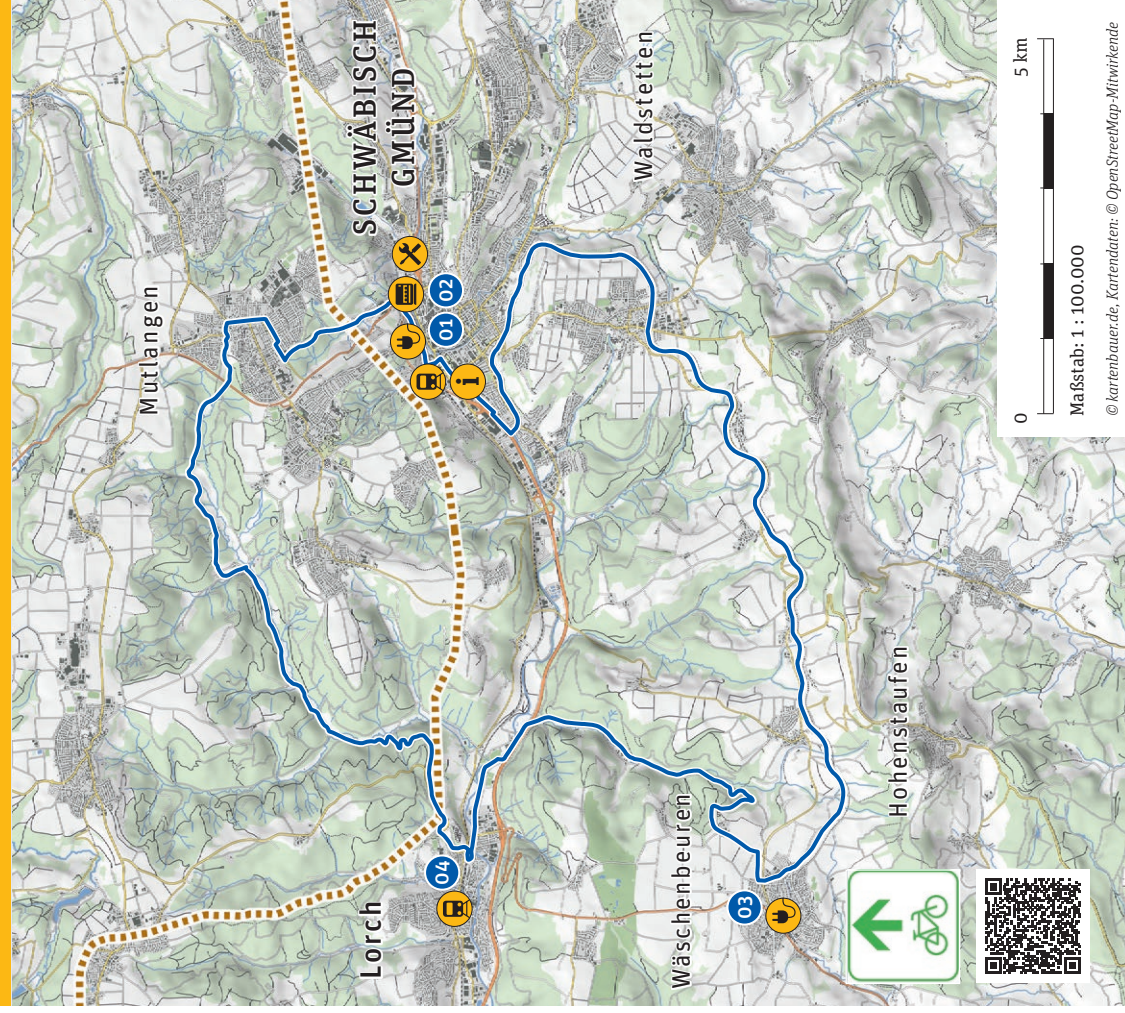 SCHWÄBISCH
GMÜND
Mutlangen
Waldstetten
01
02
Lorch
04
Wäschenbeuren
03
Hohenstaufen
0
5 km
Maßstab: 1 : 100.000
© kartenbauer.de, Kartendaten: © OpenStreetMap-Mitwirkende